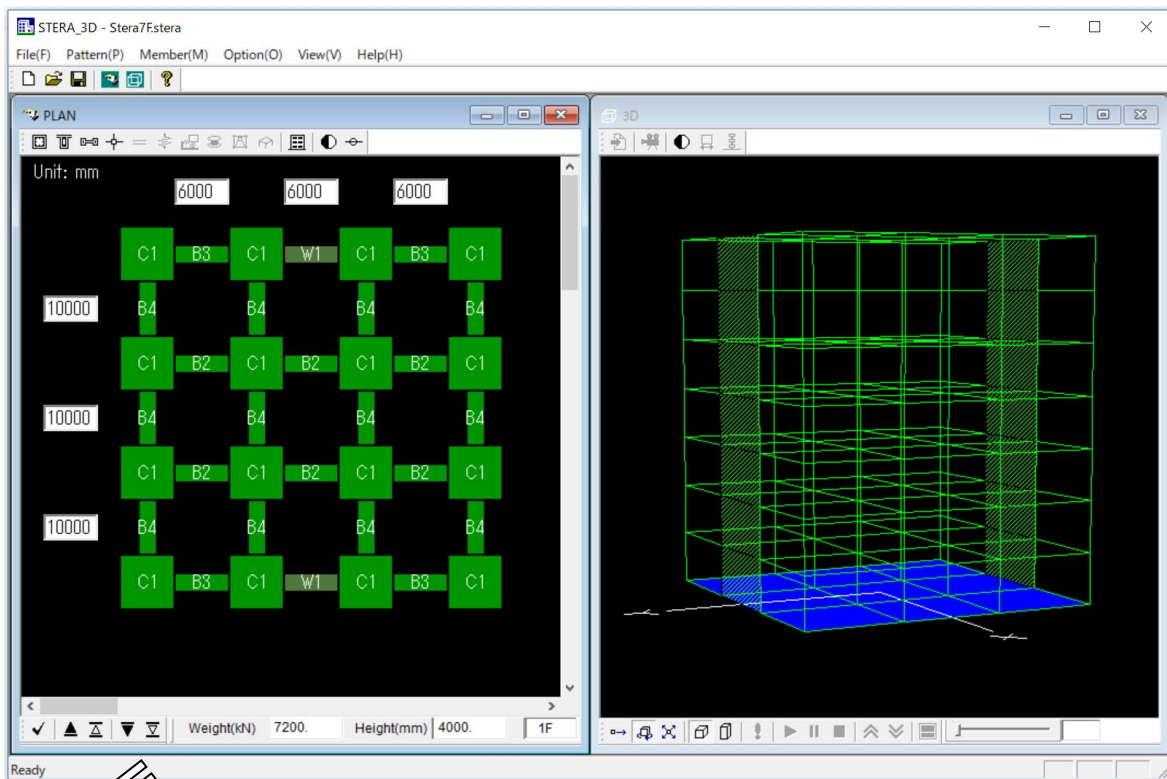 STERA_3D - Stera7F.stera
File(F) Pattern(P) Member(M) Option(O) View(V) Help(H)
PLAN
3D
Unit: mm
6000 6000 6000
C1 B3 C1 W1 C1 B3 C1
10000 B4 B4 B4 B4
C1 B2 C1 B2 C1 B2 C1
10000 B4 B4 B4 B4
C1 B2 C1 B2 C1 B2 C1
10000 B4 B4 B4 B4
C1 B3 C1 W1 C1 B3 C1
Weight(kN) 7200. Height(mm) 4000. 1F
Ready